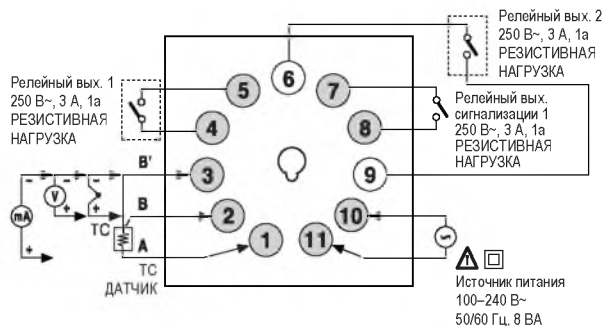 Релейный вых. 1
250 В~, 3 А, 1а
РЕЗИСТИВНАЯ
НАГРУЗКА
Релейный вых. 2
250 В~, 3 А, 1а
РЕЗИСТИВНАЯ
НАГРУЗКА
Релейный вых.
сигнализации 1
250 В~, 3 А, 1а
РЕЗИСТИВНАЯ
НАГРУЗКА
6
5
7
4
8
3
9
2
10
1
11
B'
B
A
mA
V
ТС
ТС
ДАТЧИК
- - - -
+ + +
Источник питания
100–240 В~
50/60 Гц, 8 ВА